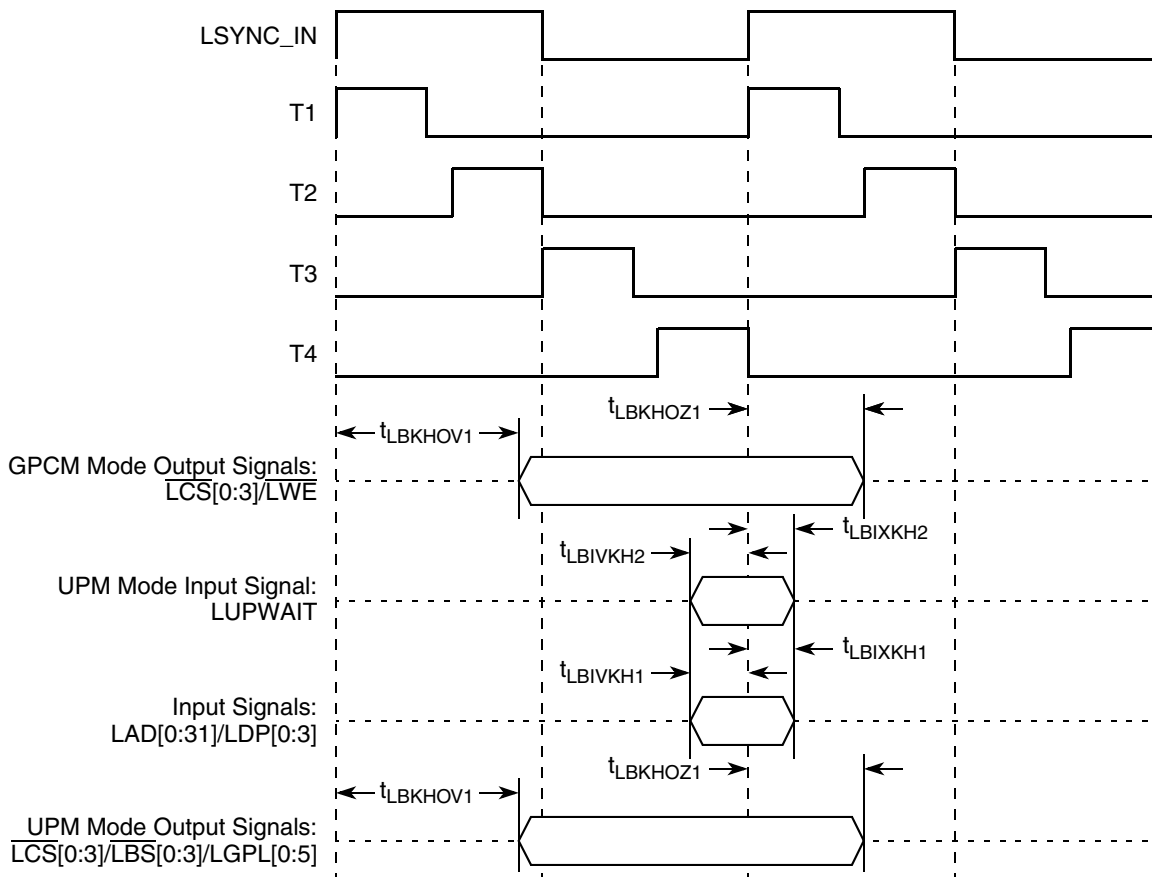 LSYNC_IN
T1
T2
T3
T4
tLBKHOZ1
tLBKHOV1
GPCM Mode Output Signals:
LCS[0:3]/LWE
tLBIXKH2
tLBIVKH2
UPM Mode Input Signal:
LUPWAIT
tLBIXKH1
tLBIVKH1
Input Signals:
LAD[0:31]/LDP[0:3]
tLBKHOZ1
tLBKHOV1
UPM Mode Output Signals:
LCS[0:3]/LBS[0:3]/LGPL[0:5]